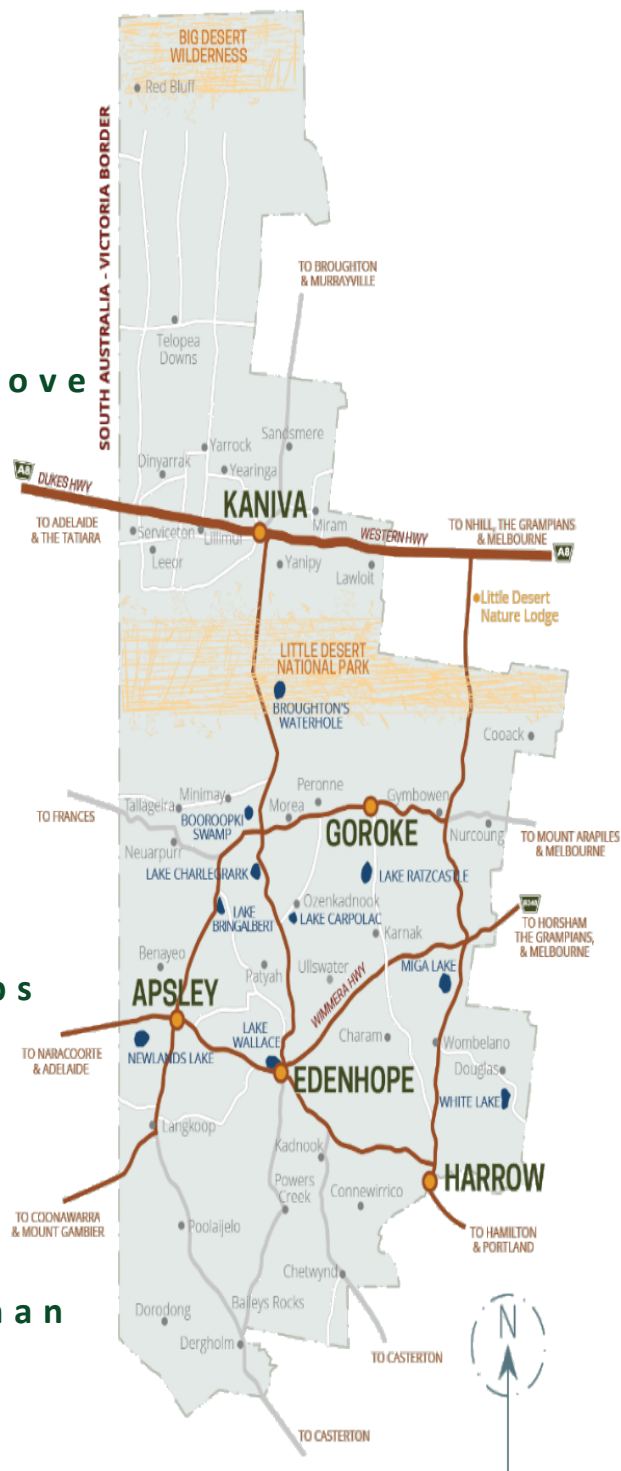 BIG DESERT
WILDERNESS
Red Bluff
SOUTH AUSTRALIA - VICTORIA BORDER
TO BROUGHTON
& MURRAYVILLE
Telopea
Downs
ove
Sandsmere
Yarrock
Dinyarrak
Yearinga
A8
DUKES HWY
KANIVA
TO ADELAIDE
& THE TATIARA
Serviceton
Lillimur
Miram
WESTERN HWY
TO NHILL, THE GRAMPIANS
& MELBOURNE
A8
Leeor
Yanipy
Lawloit
Little Desert
Nature Lodge
LITTLE DESERT
NATIONAL PARK
BROUGHTON'S
WATERHOLE
Cooack
Peronne
Minimay
Gymbowen
Tallageira
Morea
TO FRANCES
BOOROOPKI
SWAMP
GOROKE
Nurcoung
TO MOUNT ARAPILES
& MELBOURNE
Neuarpurr
LAKE CHARLEGRARK
LAKE RATZCASTLE
Ozenkadnook
LAKE
BRINGALBERT
LAKE CARPOLAC
TO HORSHAM
THE GRAMPIANS,
& MELBOURNE
Karnak
Benayeo
Patyah
Ullswater
MIGA LAKE
WIMMERA HWY
os
APSLEY
LAKE
WALLACE
Charam
Wombelano
TO NARACOORTE
& ADELAIDE
NEWLANDS LAKE
EDENHOPE
Douglas
WHITE LAKE
Langkoop
Kadnook
HARROW
Powers
Creek
Connewirrico
TO COONAWARRA
& MOUNT GAMBIER
Poolaijelo
TO HAMILTON
& PORTLAND
Chetwynd
Baileys Rocks
Dorodong
nan
N
Dergholm
TO CASTERTON
TO CASTERTON